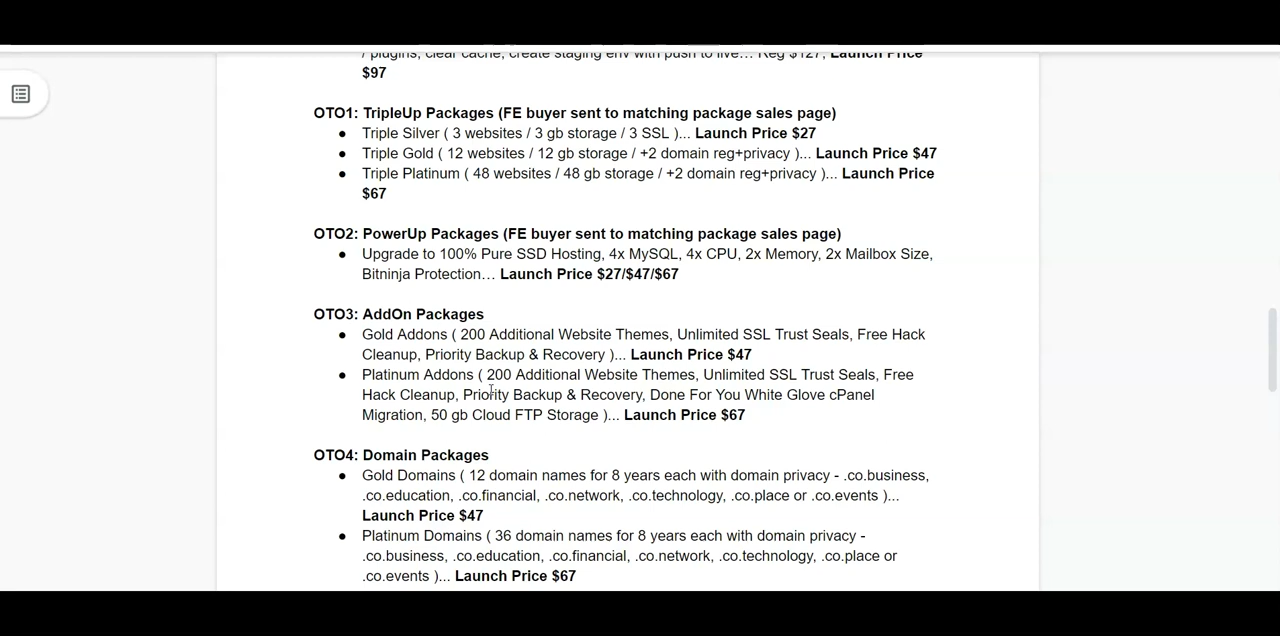 / plugins, clear cache, create staging env with push to live… Reg $127, Launch Price
$97
OTO1: TripleUp Packages (FE buyer sent to matching package sales page)
● Triple Silver ( 3 websites / 3 gb storage / 3 SSL )... Launch Price $27
● Triple Gold ( 12 websites / 12 gb storage / +2 domain reg+privacy )... Launch Price $47
● Triple Platinum ( 48 websites / 48 gb storage / +2 domain reg+privacy )... Launch Price
$67
OTO2: PowerUp Packages (FE buyer sent to matching package sales page)
● Upgrade to 100% Pure SSD Hosting, 4x MySQL, 4x CPU, 2x Memory, 2x Mailbox Size,
Bitninja Protection… Launch Price $27/$47/$67
OTO3: AddOn Packages
● Gold Addons ( 200 Additional Website Themes, Unlimited SSL Trust Seals, Free Hack
Cleanup, Priority Backup & Recovery )... Launch Price $47
● Platinum Addons ( 200 Additional Website Themes, Unlimited SSL Trust Seals, Free
Hack Cleanup, Priority Backup & Recovery, Done For You White Glove cPanel
Migration, 50 gb Cloud FTP Storage )... Launch Price $67
OTO4: Domain Packages
● Gold Domains ( 12 domain names for 8 years each with domain privacy - .co.business,
.co.education, .co.financial, .co.network, .co.technology, .co.place or .co.events )...
Launch Price $47
● Platinum Domains ( 36 domain names for 8 years each with domain privacy -
.co.business, .co.education, .co.financial, .co.network, .co.technology, .co.place or
.co.events )... Launch Price $67